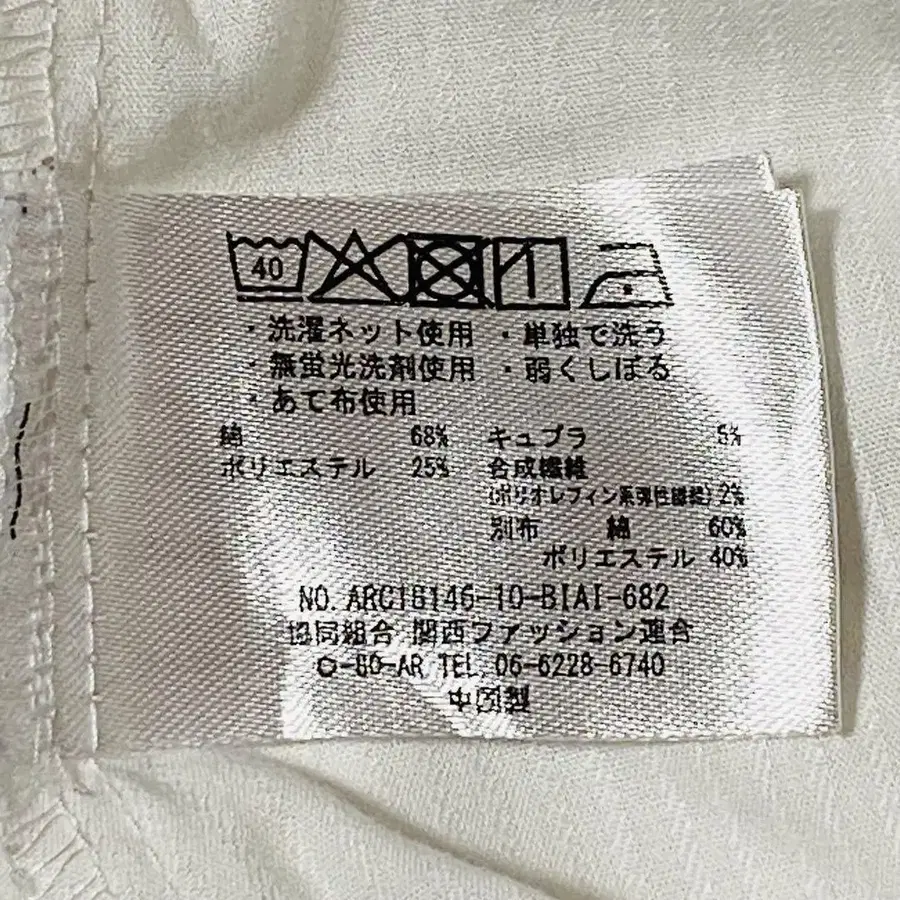 40
・洗濯ネット使用 ・単独で洗う
・無蛍光洗剤使用 ・弱くしぼる
・あて布使用
綿 68% キュプラ 5%
ポリエステル 25% 合成繊維
(ポリオレフィン系弾性繊維) 2%
別布 綿 60%
ポリエステル 40%
NO. ARC18146-10-BIAI-682
協同組合 関西ファッション連合
O-60-AR TEL. 06-6228-6740
中国製